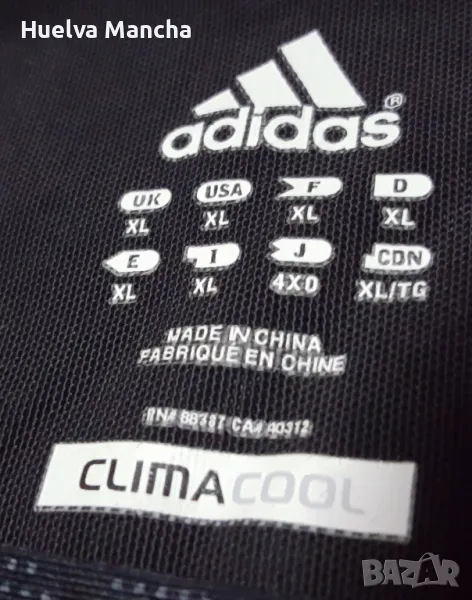 Huelva Mancha
adidas®
UK USA F D
XL XL XL XL
E I J CDN
XL XL 4XO XL/TG
MADE IN CHINA
FABRIQUÉ EN CHINE
RN# 88387 CA# 40312
CLIMACOOL
BAZAR